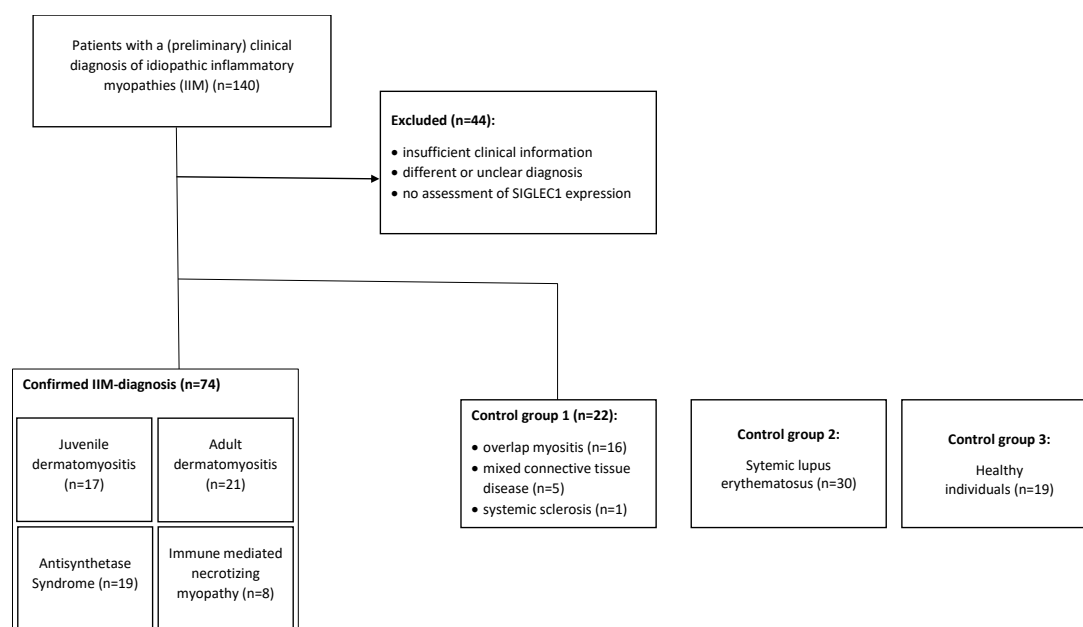 Patients with a (preliminary) clinical
diagnosis of idiopathic inflammatory
myopathies (IIM) (n=140)
Excluded (n=44):
• insufficient clinical information
• different or unclear diagnosis
• no assessment of SIGLEC1 expression
Confirmed IIM-diagnosis (n=74)
Juvenile
dermatomyositis
(n=17)
Adult
dermatomyositis
(n=21)
Antisynthetase
Syndrome (n=19)
Immune mediated
necrotizing
myopathy (n=8)
Control group 1 (n=22):
• overlap myositis (n=16)
• mixed connective tissue
disease (n=5)
• systemic sclerosis (n=1)
Control group 2:
Sytemic lupus
erythematosus (n=30)
Control group 3:
Healthy
individuals (n=19)